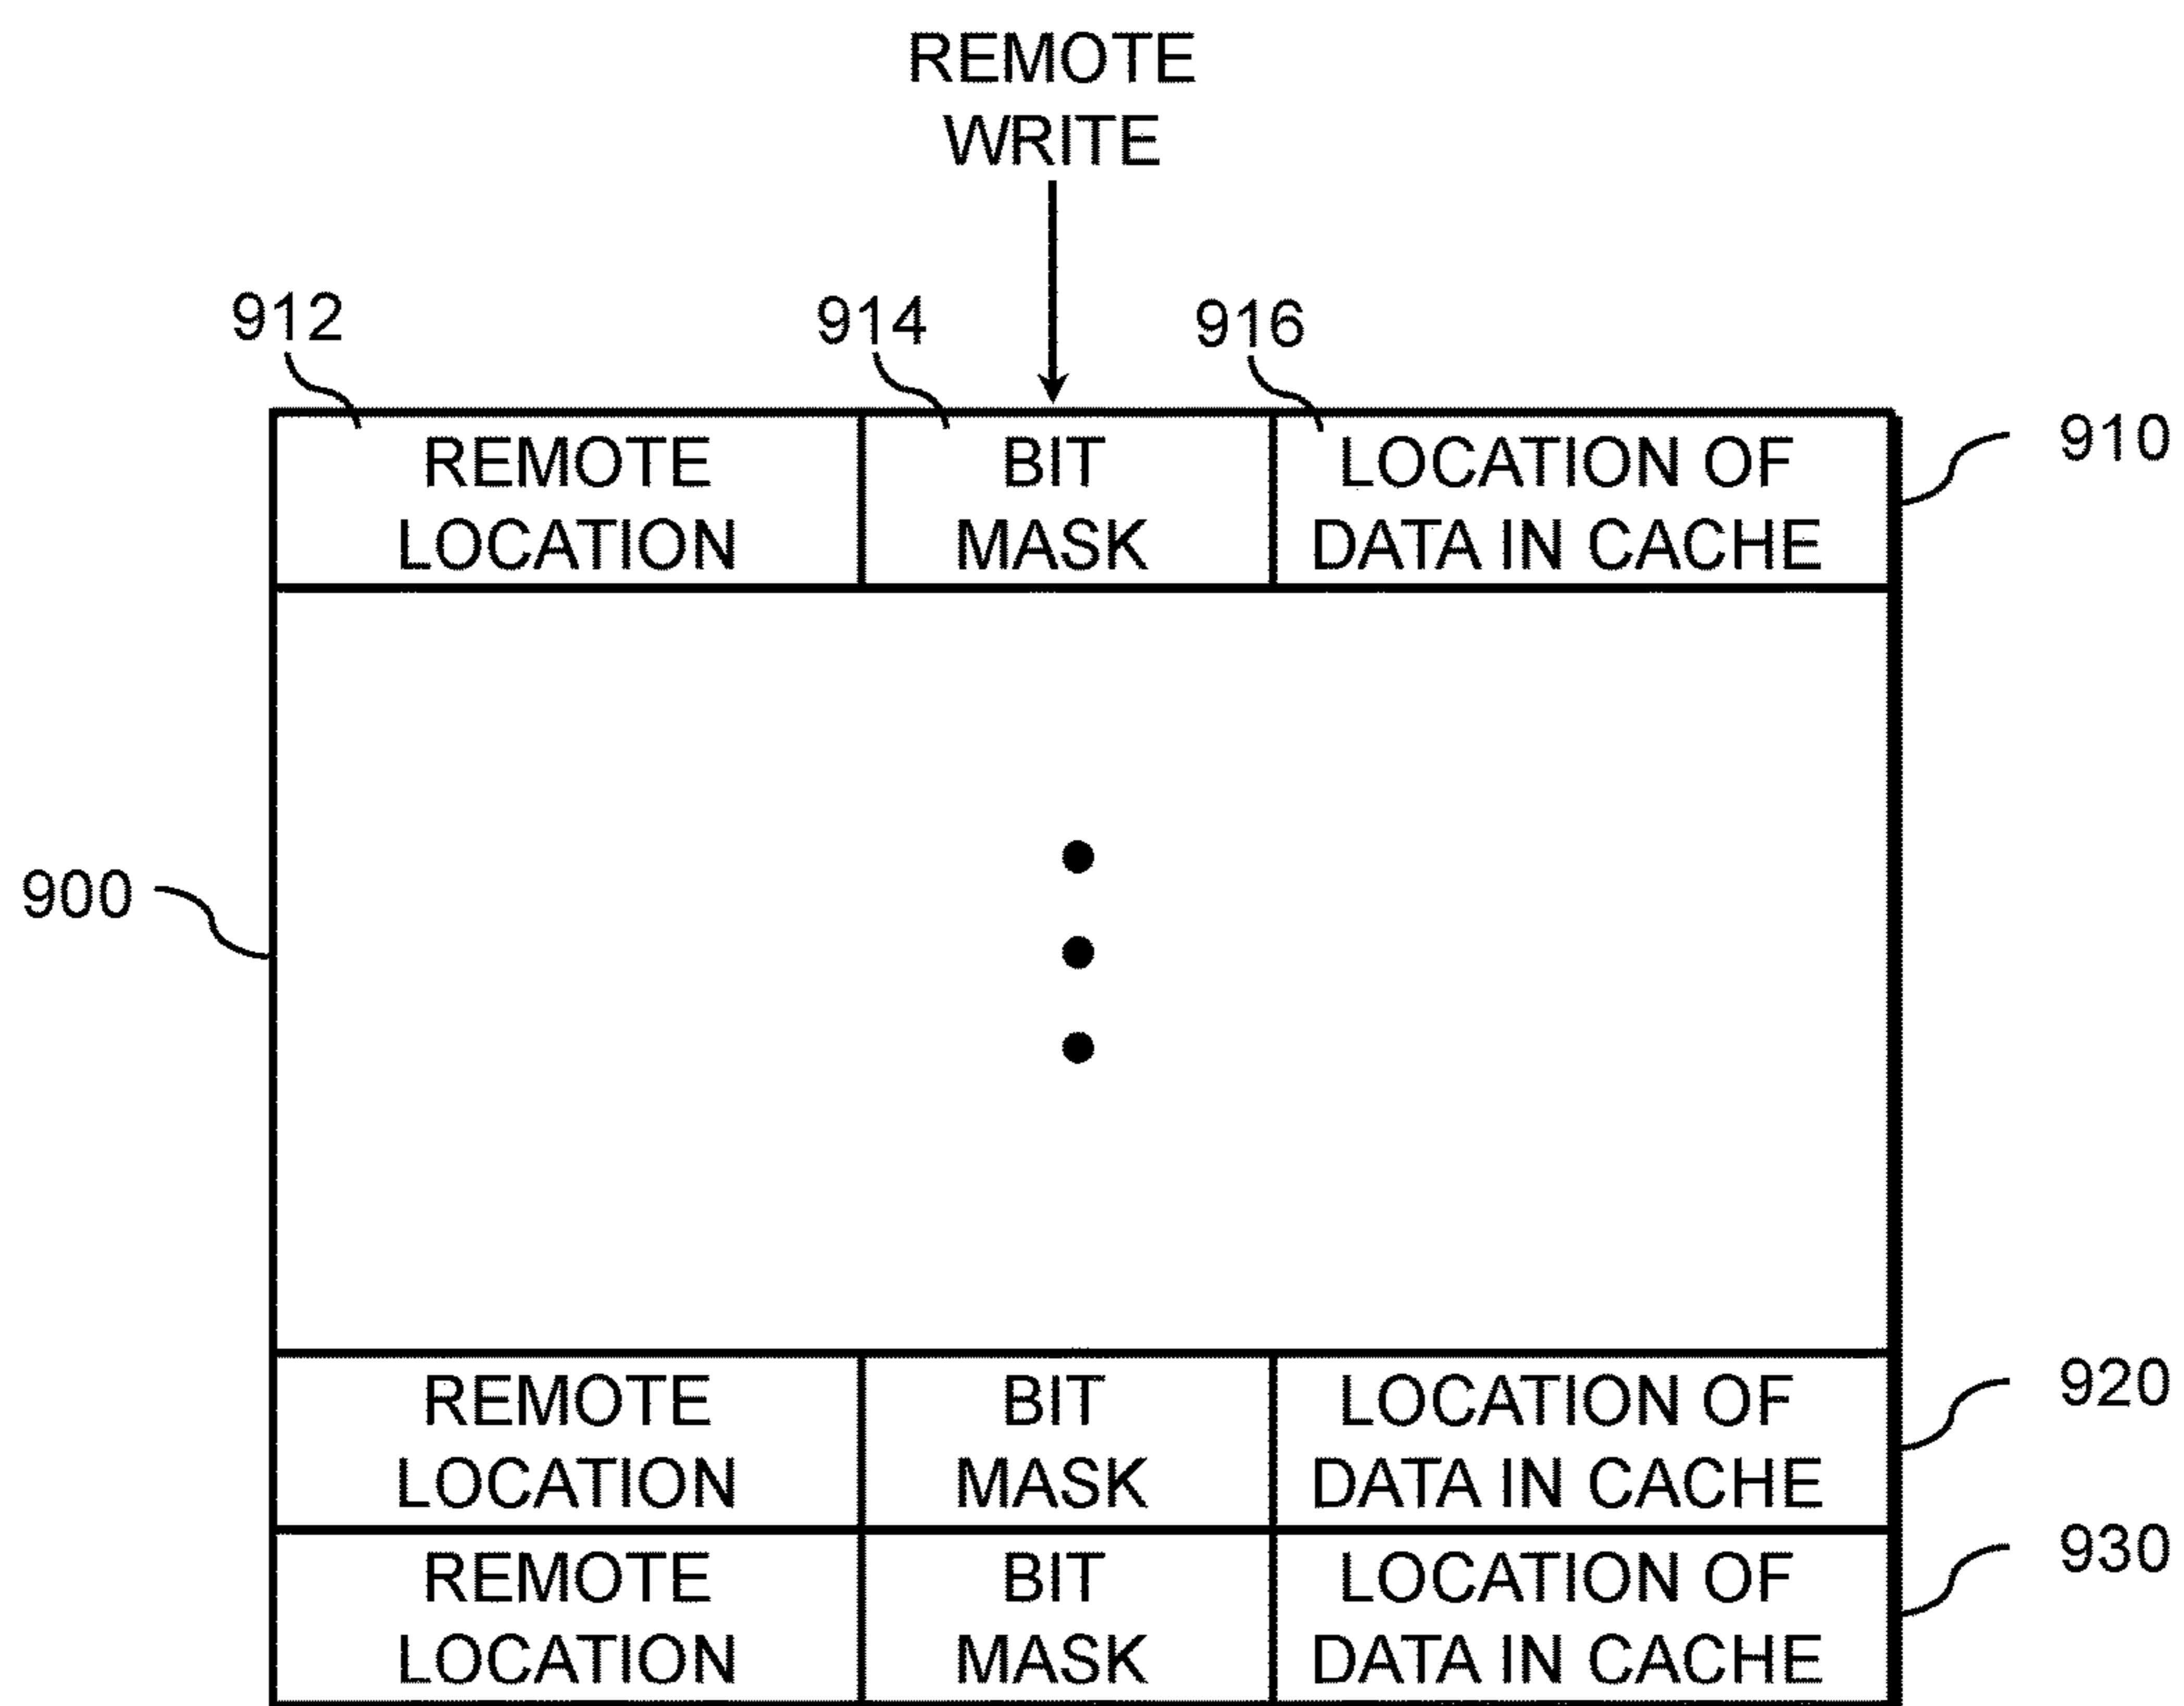 REMOTE
WRITE
912
914
916
910
REMOTE
LOCATION
BIT
MASK
LOCATION OF
DATA IN CACHE
900
920
REMOTE
LOCATION
BIT
MASK
LOCATION OF
DATA IN CACHE
930
REMOTE
LOCATION
BIT
MASK
LOCATION OF
DATA IN CACHE